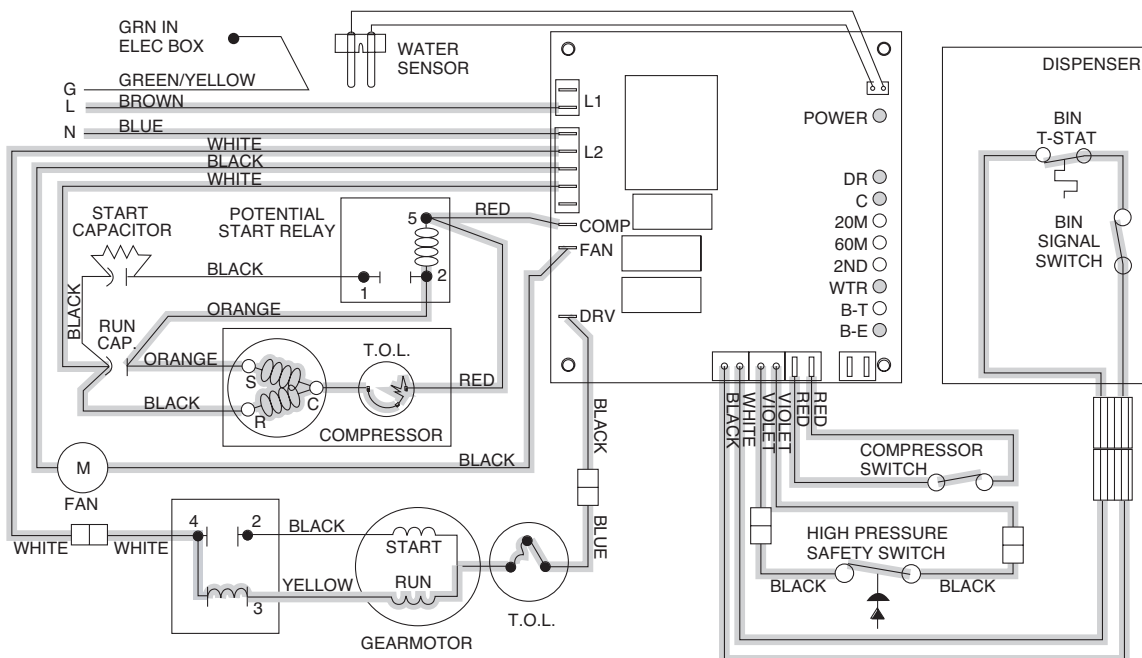 GRN IN
ELEC BOX
WATER
SENSOR
DISPENSER
G
GREEN/YELLOW
L
BROWN
L1
POWER
N
BLUE
WHITE
L2
BLACK
WHITE
BIN
T-STAT
DR
C
20M
60M
2ND
WTR
B-T
B-E
BIN
SIGNAL
SWITCH
START
CAPACITOR
POTENTIAL
START RELAY
5
RED
COMP
FAN
BLACK
1
2
ORANGE
DRV
BLACK
RUN
CAP.
ORANGE
S
T.O.L.
C
RED
BLACK
R
COMPRESSOR
BLACK
WHITE
VIOLET
VIOLET
RED
RED
BLACK
COMPRESSOR
SWITCH
M
FAN
BLACK
4
2
BLACK
START
BLUE
WHITE
WHITE
HIGH PRESSURE
SAFETY SWITCH
YELLOW
RUN
3
BLACK
BLACK
T.O.L.
GEARMOTOR